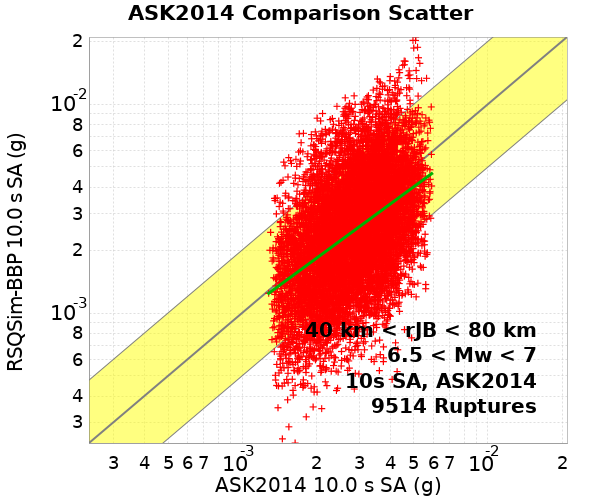 ASK2014 Comparison Scatter
RSQSim-BBP 10.0 s SA (g)
2
10-2
8
6
4
3
2
10-3
8
6
4
3
40 km < rJB < 80 km
6.5 < Mw < 7
10s SA, ASK2014
9514 Ruptures
3 4 5 6 7 10-3 2 3 4 5 6 7 10-2 2
ASK2014 10.0 s SA (g)